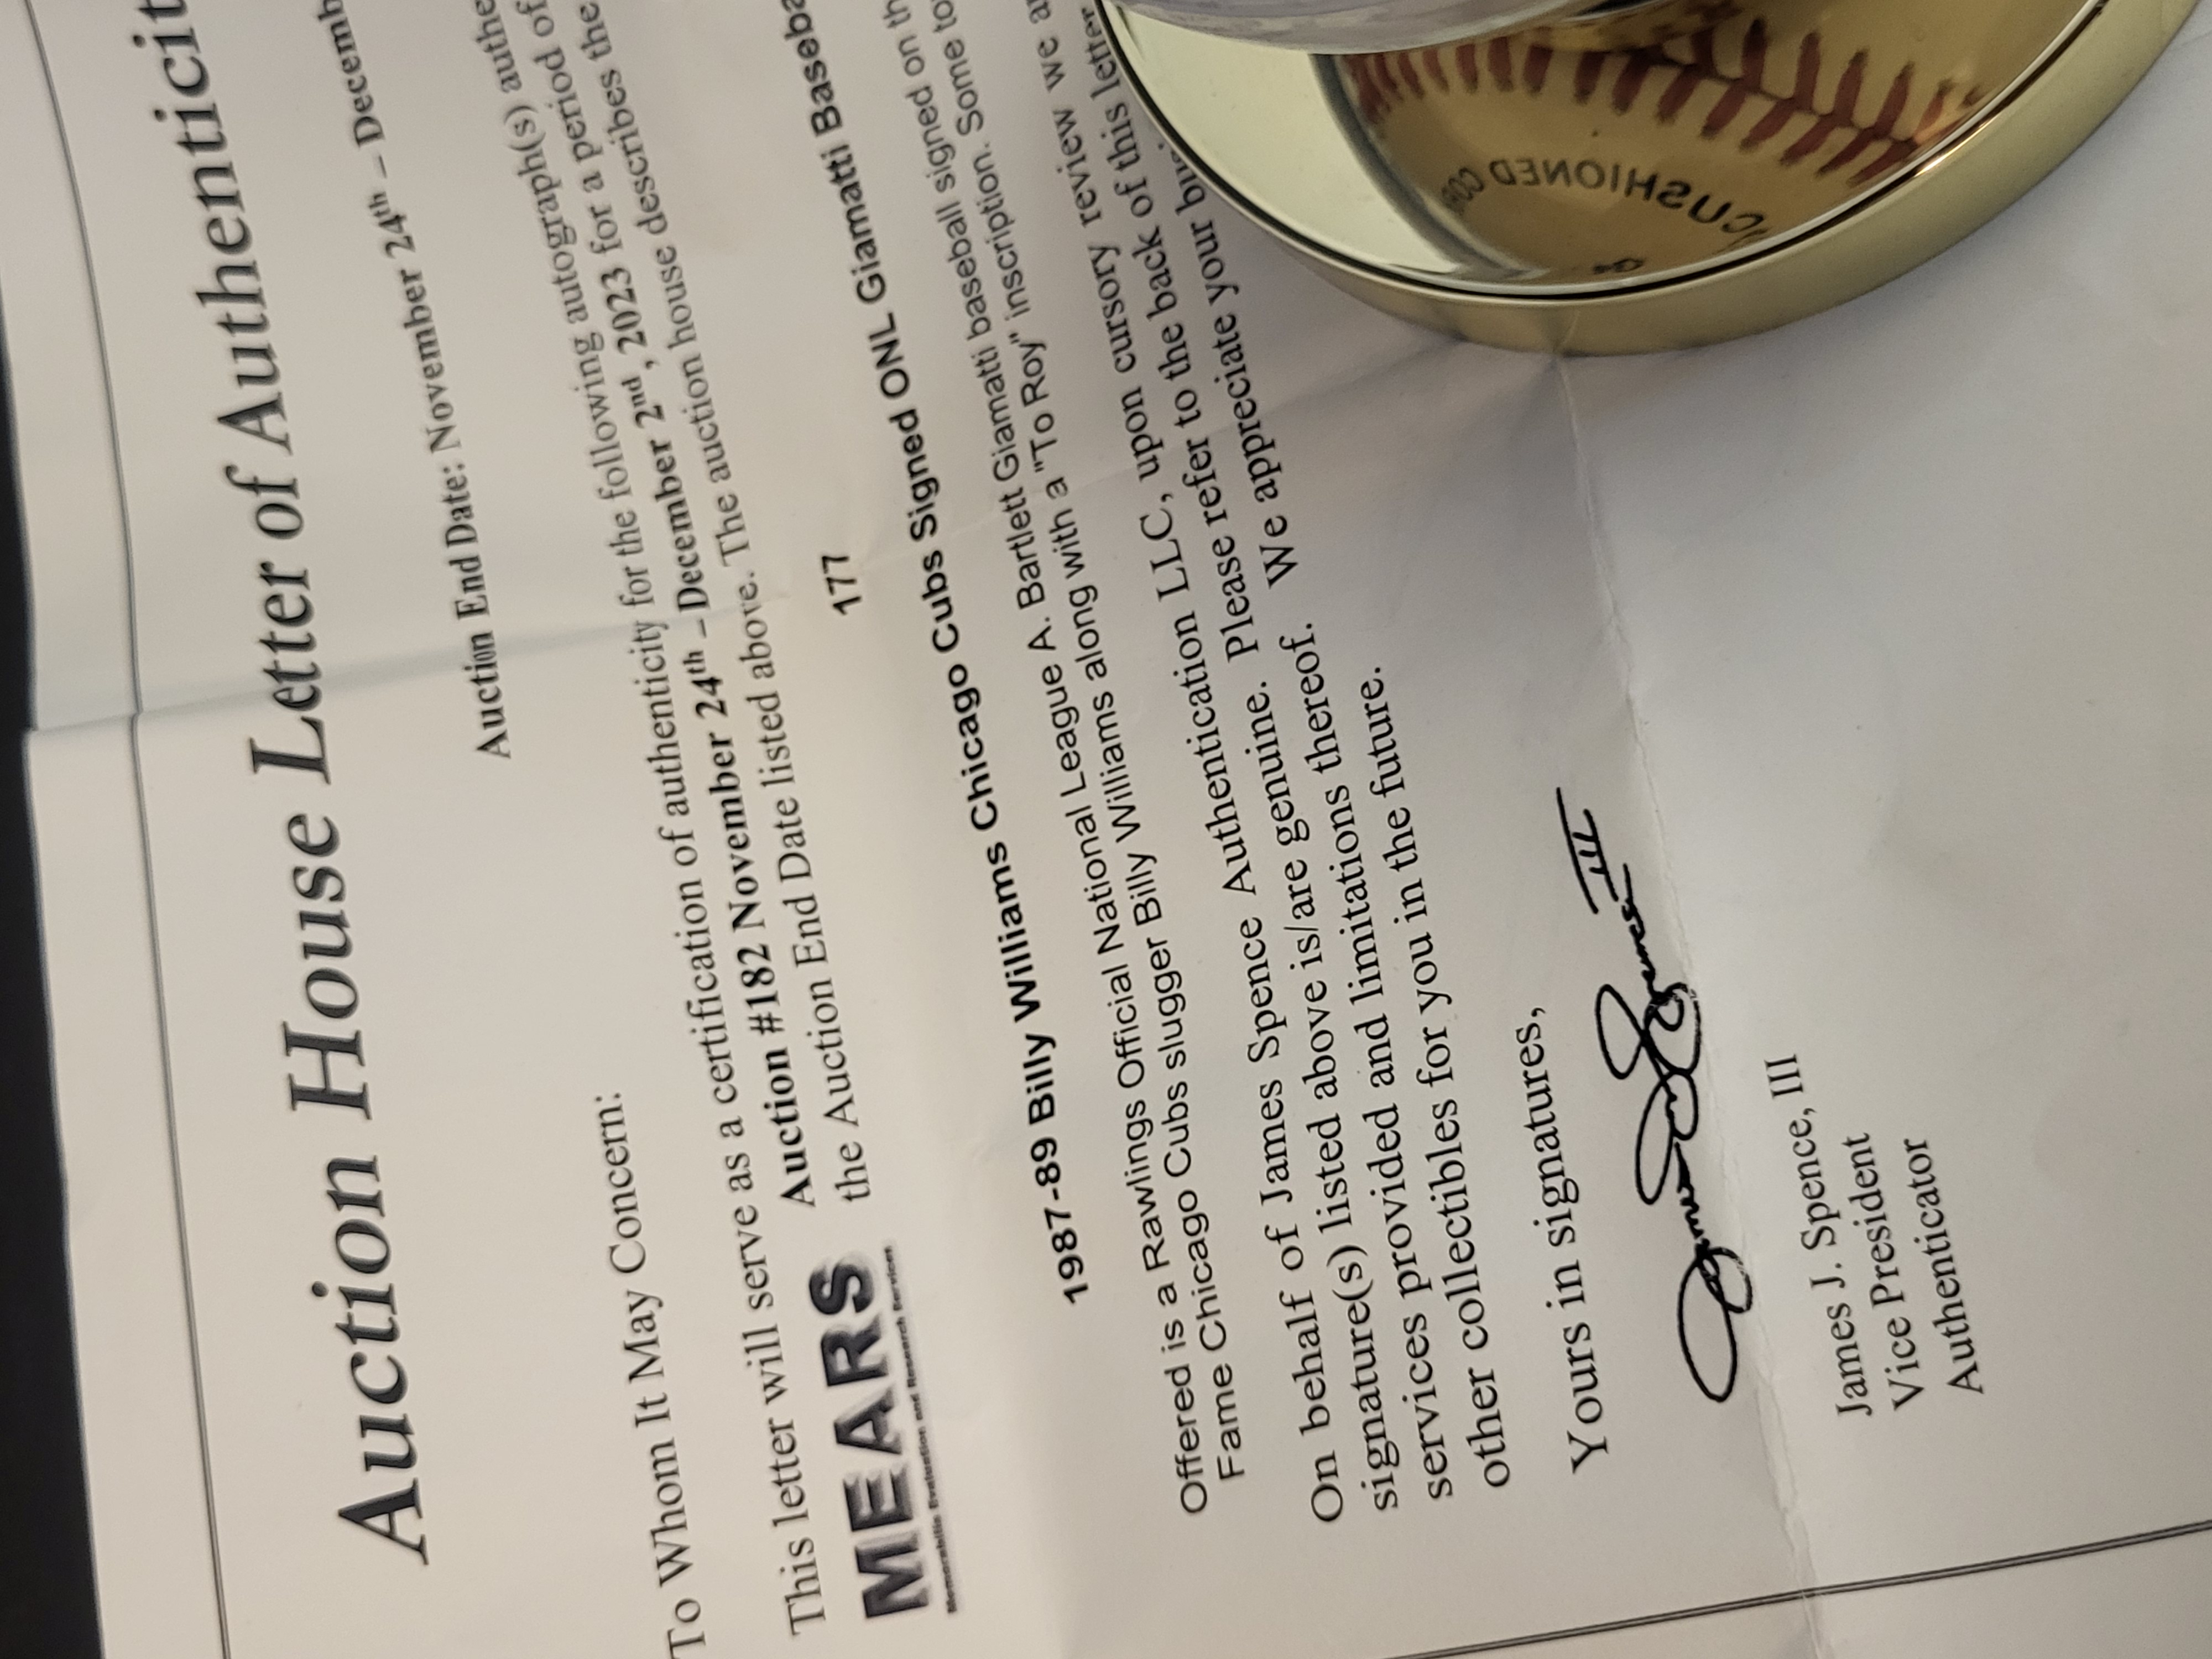 Auction House Letter of Authenticit
Auction End Date: November 24th – Decemb
To Whom It May Concern:
This letter will serve as a certification of authenticity for the following autograph(s) authe
MEARS
Memorabilia Evaluation and Research Services
Auction #182 November 24th – December 2nd, 2023 for a period of
the Auction End Date listed above. The auction house describes the
177
1987-89 Billy Williams Chicago Cubs Signed ONL Giamatti Baseba
Offered is a Rawlings Official National League A. Bartlett Giamatti baseball signed on th
Fame Chicago Cubs slugger Billy Williams along with a "To Roy" inscription. Some to
On behalf of James Spence Authentication LLC, upon cursory review we a
signature(s) listed above is/are genuine. Please refer to the back of this letter
services provided and limitations thereof. We appreciate your bu
other collectibles for you in the future.
Yours in signatures,
James J. Spence, III
Vice President
Authenticator
CUSHIONED COR